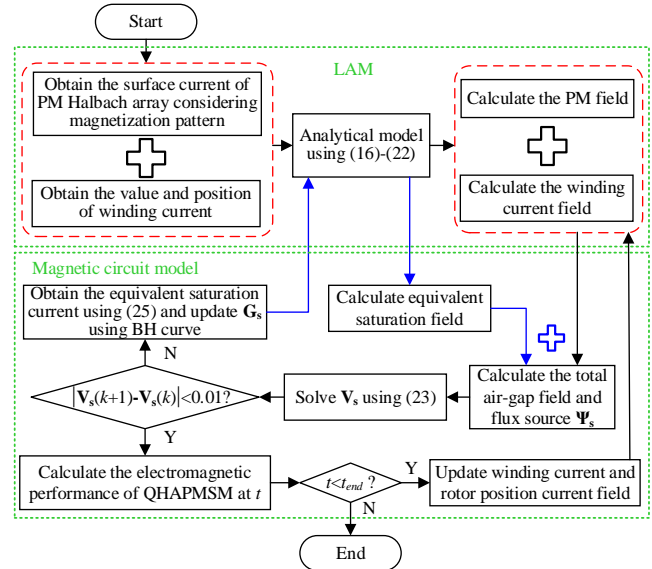 Start
LAM
Obtain the surface current of
PM Halbach array considering
magnetization pattern
Obtain the value and position
of winding current
Analytical model
using (16)-(22)
Calculate the PM field
Calculate the winding
current field
Magnetic circuit model
Obtain the equivalent saturation
current using (25) and update Gs
using BH curve
Calculate equivalent
saturation field
N
|Vs(k+1)-Vs(k)|<0.01?
Solve Vs using (23)
Calculate the total
air-gap field and
flux source Ψs
Y
Calculate the electromagnetic
performance of QHAPMSM at t
t<tend ?
Y
Update winding current and
rotor position current field
N
End